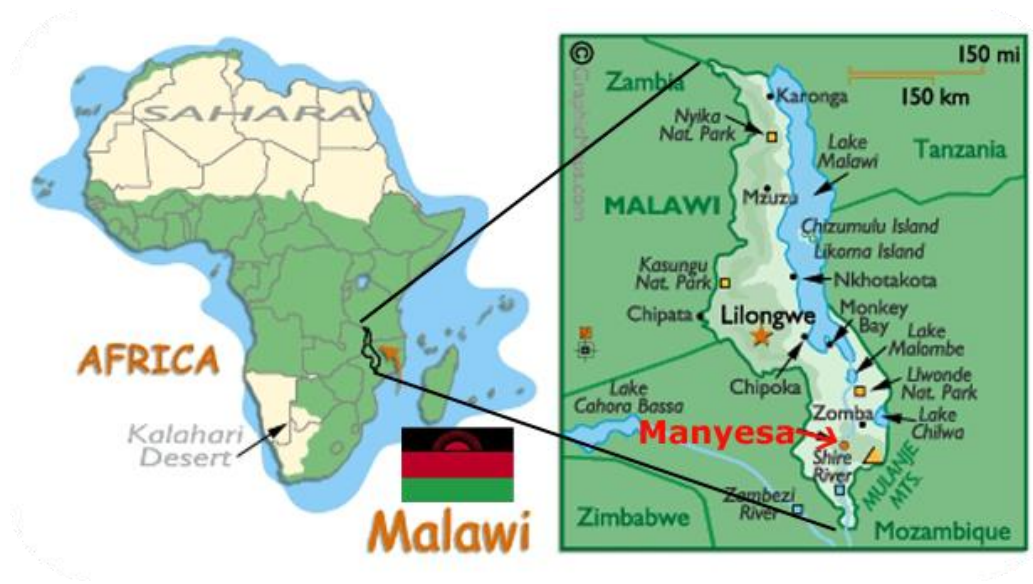 SAHARA
AFRICA
Kalahari
Desert
Malawi
©
GraphicMaps.com
150 mi
150 km
Zambia
Karonga
Nyika
Nat. Park
Lake
Malawi
Tanzania
Mzuzu
MALAWI
Chizumulu Island
Likoma Island
Kasungu
Nat. Park
Nkhotakota
Chipata
Lilongwe
Monkey
Bay
Lake
Malombe
Chipoka
Liwonde
Nat. Park
Lake
Cahora Bassa
Zomba
Lake
Chilwa
Manyesa
Shire
River
MULANJE
MTS.
Zambezi
River
Zimbabwe
Mozambique